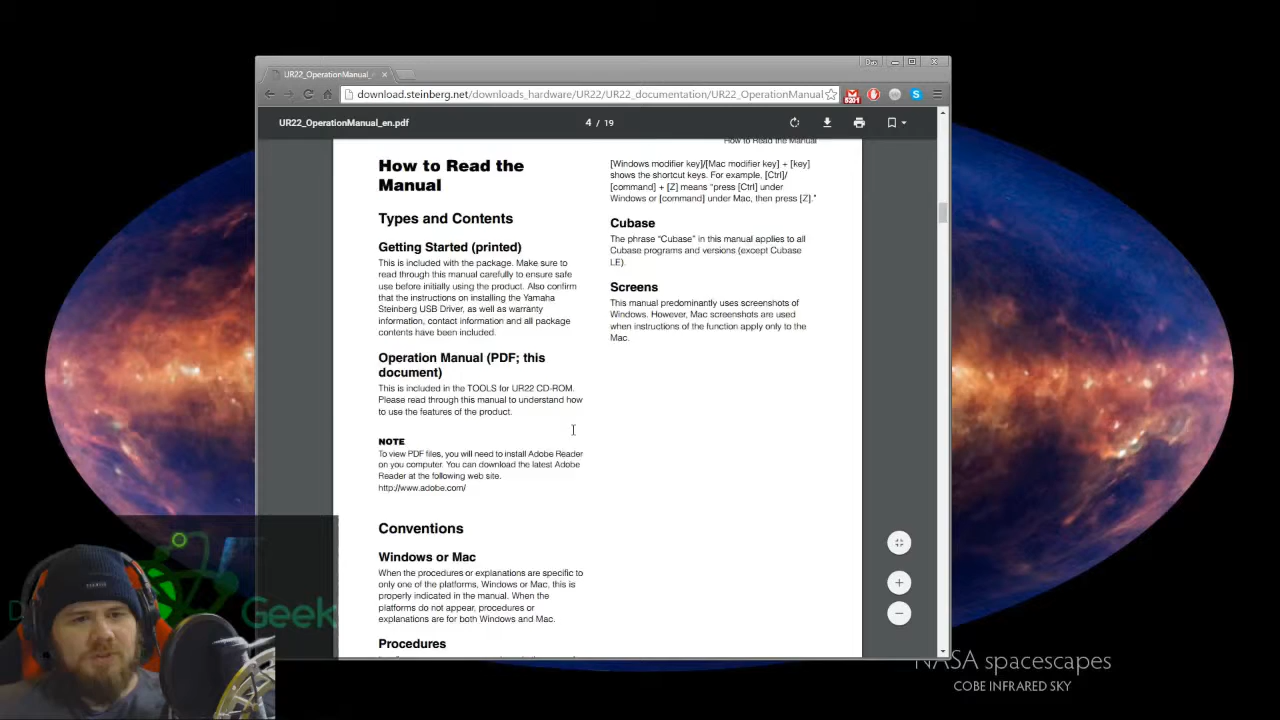 UR22_OperationManual_e
Das
download.steinberg.net/downloads_hardware/UR22/UR22_documentation/UR22_OperationManual
5201
S
UR22_OperationManual_en.pdf
4 / 19
How to Read the Manual
How to Read the
Manual
Types and Contents
Getting Started (printed)
This is included with the package. Make sure to
read through this manual carefully to ensure safe
use before initially using the product. Also confirm
that the instructions on installing the Yamaha
Steinberg USB Driver, as well as warranty
information, contact information and all package
contents have been included.
Operation Manual (PDF; this
document)
This is included in the TOOLS for UR22 CD-ROM.
Please read through this manual to understand how
to use the features of the product.
NOTE
To view PDF files, you will need to install Adobe Reader
on you computer. You can download the latest Adobe
Reader at the following web site.
http://www.adobe.com/
Conventions
Windows or Mac
When the procedures or explanations are specific to
only one of the platforms, Windows or Mac, this is
properly indicated in the manual. When the
platforms do not appear, procedures or
explanations are for both Windows and Mac.
Procedures
[Windows modifier key]/[Mac modifier key] + [key]
shows the shortcut keys. For example, [Ctrl]/
[command] + [Z] means “press [Ctrl] under
Windows or [command] under Mac, then press [Z].”
Cubase
The phrase “Cubase” in this manual applies to all
Cubase programs and versions (except Cubase
LE).
Screens
This manual predominantly uses screenshots of
Windows. However, Mac screenshots are used
when instructions of the function apply only to the
Mac.
Geek
NASA spacescapes
COBE INFRARED SKY